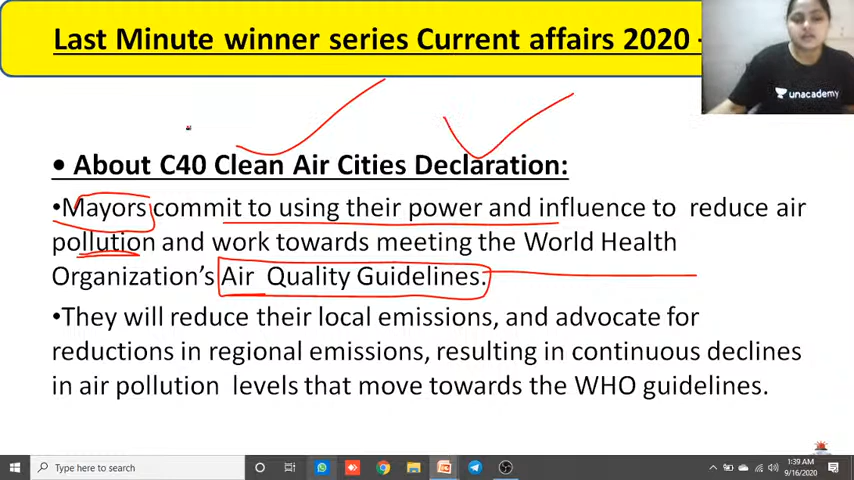 Last Minute winner series Current affairs 2020 -
unacademy
• About C40 Clean Air Cities Declaration:
•Mayors commit to using their power and influence to reduce air
pollution and work towards meeting the World Health
Organization's Air Quality Guidelines.
•They will reduce their local emissions, and advocate for
reductions in regional emissions, resulting in continuous declines
in air pollution levels that move towards the WHO guidelines.
Type here to search
1:39 AM
9/16/2020